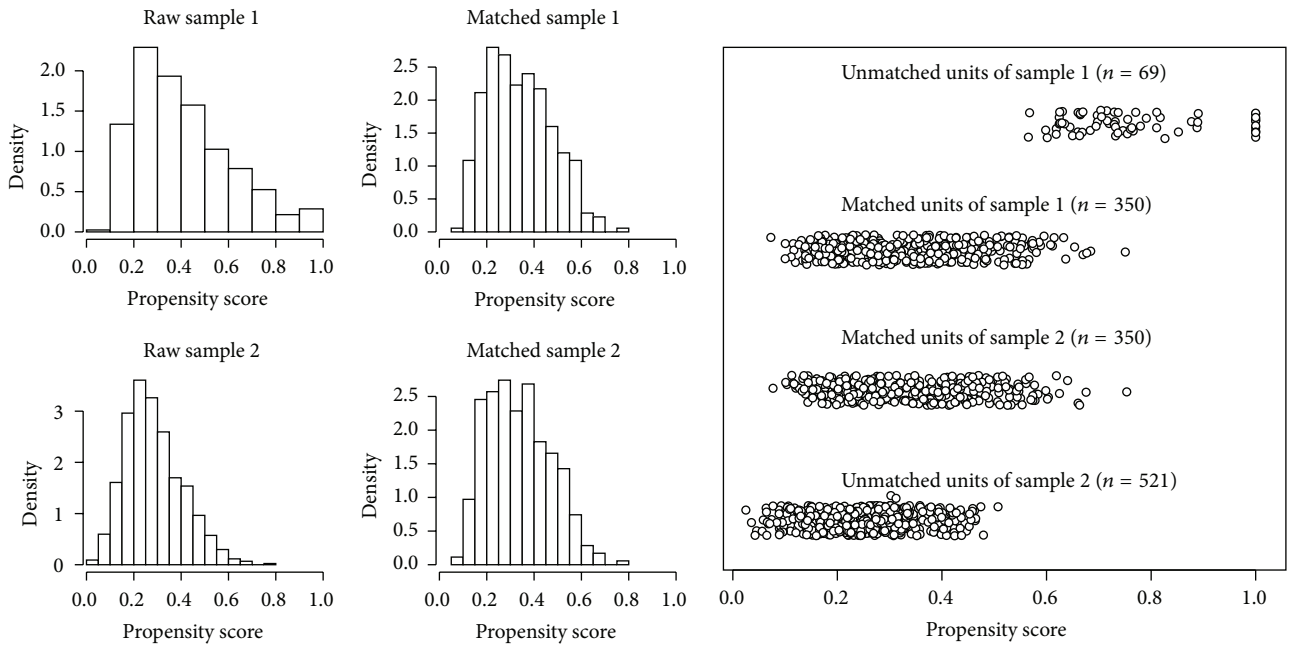 Raw sample 1
Density
2.0
1.5
1.0
0.5
0.0
0.0 0.2 0.4 0.6 0.8 1.0
Propensity score
Matched sample 1
Density
2.5
2.0
1.5
1.0
0.5
0.0
0.0 0.2 0.4 0.6 0.8 1.0
Propensity score
Raw sample 2
Density
3
2
1
0
0.0 0.2 0.4 0.6 0.8 1.0
Propensity score
Matched sample 2
Density
2.5
2.0
1.5
1.0
0.5
0.0
0.0 0.2 0.4 0.6 0.8 1.0
Propensity score
Unmatched units of sample 1 (n = 69)
Matched units of sample 1 (n = 350)
Matched units of sample 2 (n = 350)
Unmatched units of sample 2 (n = 521)
0.0 0.2 0.4 0.6 0.8 1.0
Propensity score